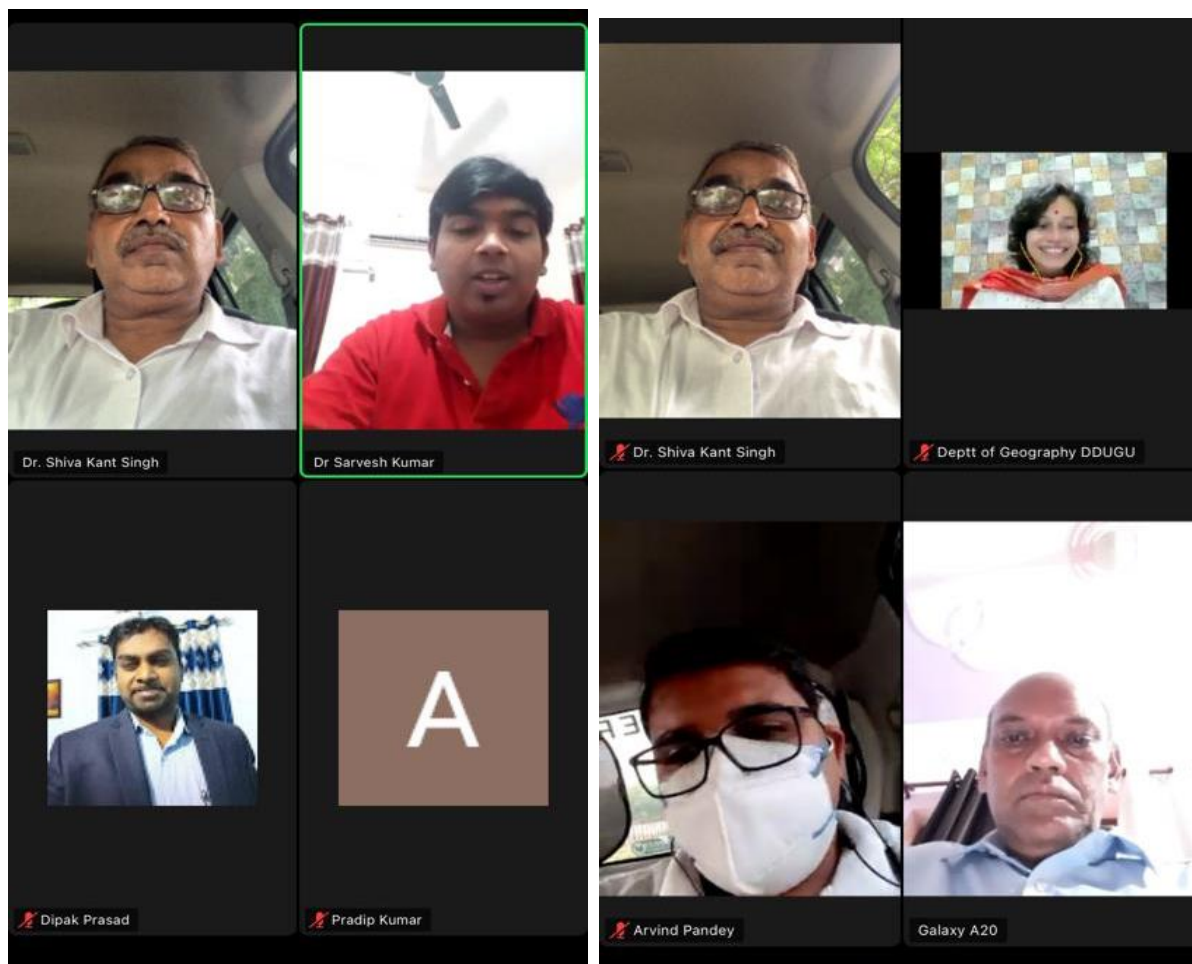 Dr. Shiva Kant Singh
Dr Sarvesh Kumar
A
Dipak Prasad
Pradip Kumar
Dr. Shiva Kant Singh
Deptt of Geography DDUGU
Arvind Pandey
Galaxy A20